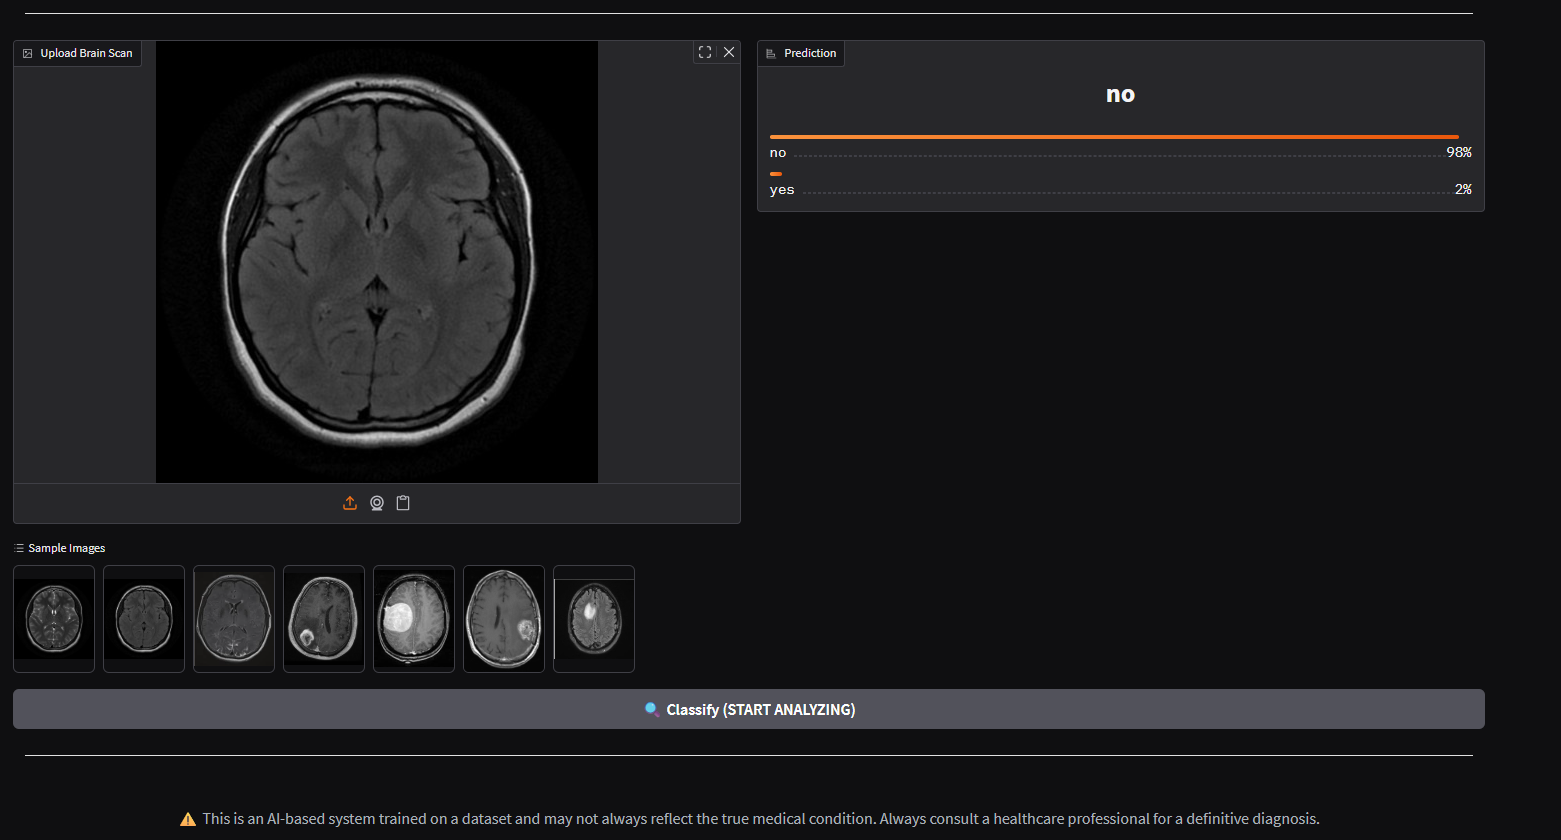 Upload Brain Scan
Prediction
no
no 98%
yes 2%
Sample Images
Classify (START ANALYZING)
This is an AI-based system trained on a dataset and may not always reflect the true medical condition. Always consult a healthcare professional for a definitive diagnosis.